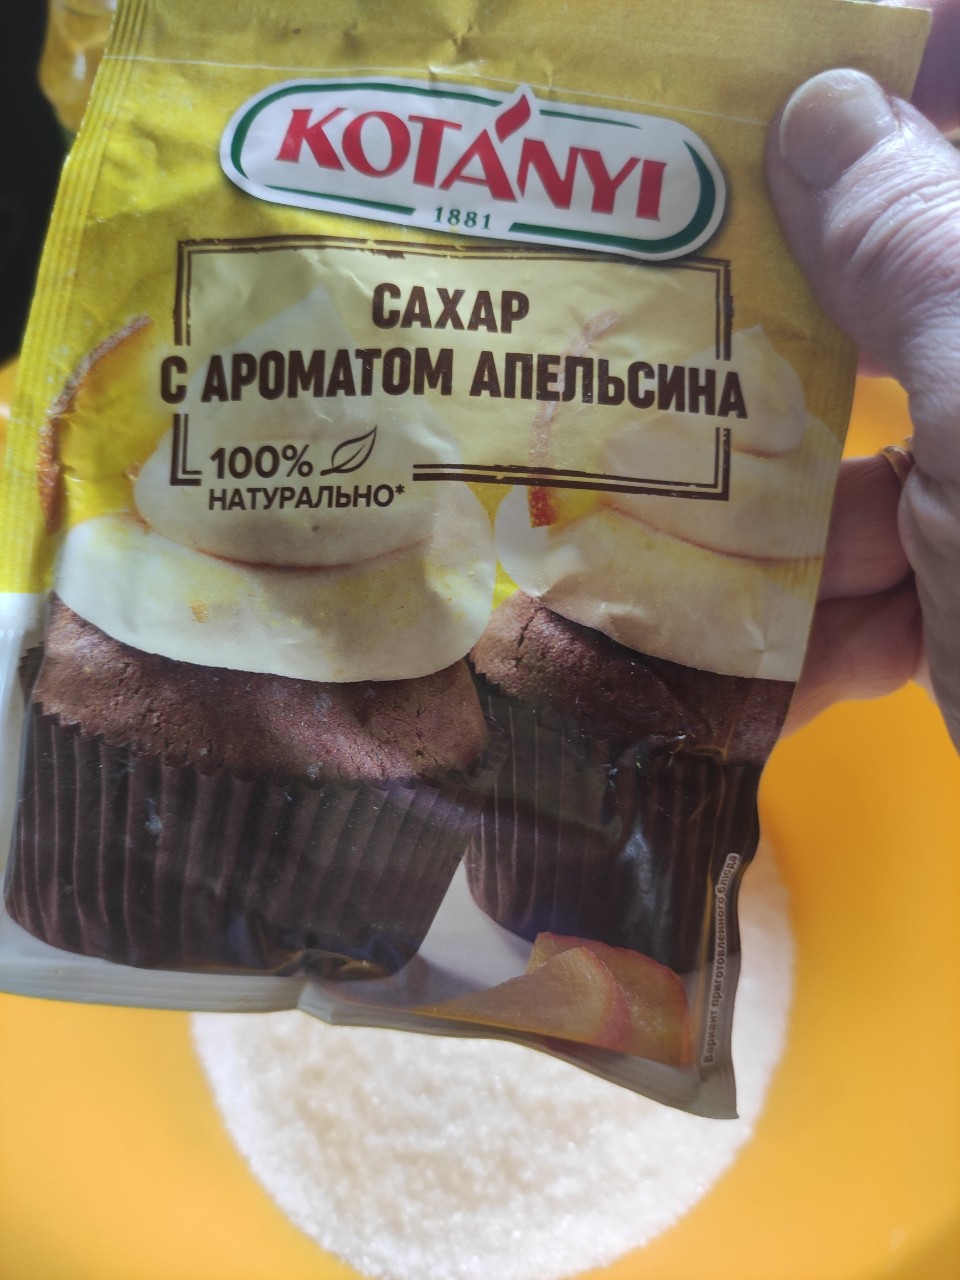 KOTÁNYI
1881
САХАР
С АРОМАТОМ АПЕЛЬСИНА
100%
НАТУРАЛЬНО*
Вариант приготовленного блюда